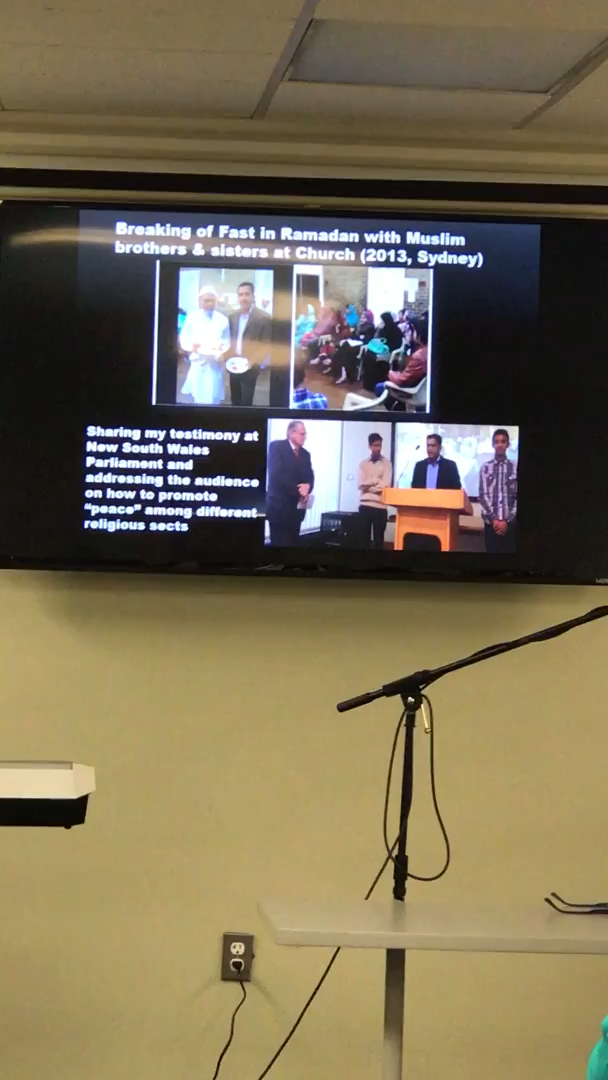 Breaking of Fast in Ramadan with Muslim
brothers & sisters at Church (2013, Sydney)
Sharing my testimony at
New South Wales
Parliament and
addressing the audience
on how to promote
“peace” among different
religious sects